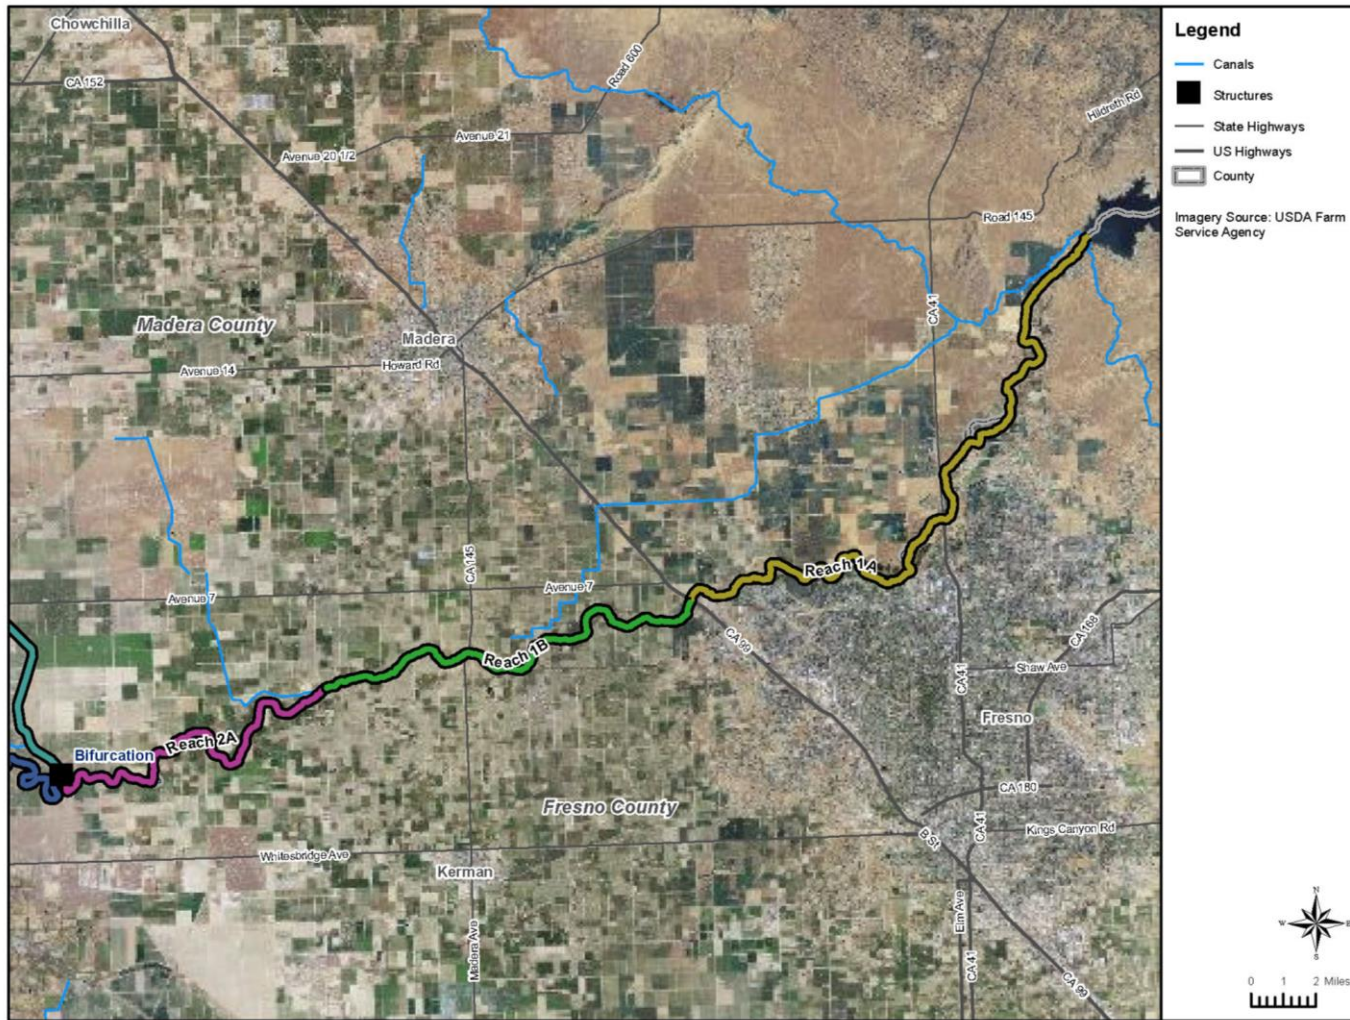 Chowchilla
CA 152
Road 600
Avenue 21
Avenue 20 1/2
Hildreth Rd
Road 145
Madera County
Madera
CA 41
Howard Rd
Avenue 14
CA 145
Avenue 7
Avenue 7
Reach 1A
Reach 1B
CA 99
CA 168
Shaw Ave
CA 41
Fresno
Reach 2A
Bifurcation
CA 180
Fresno County
CA 41
Kings Canyon Rd
B St
Whitesbridge Ave
Kerman
Elm Ave
Madera Ave
CA 41
CA 99
Legend
Canals
Structures
State Highways
US Highways
County
Imagery Source: USDA Farm
Service Agency
N
W
E
S
0 1 2 Miles